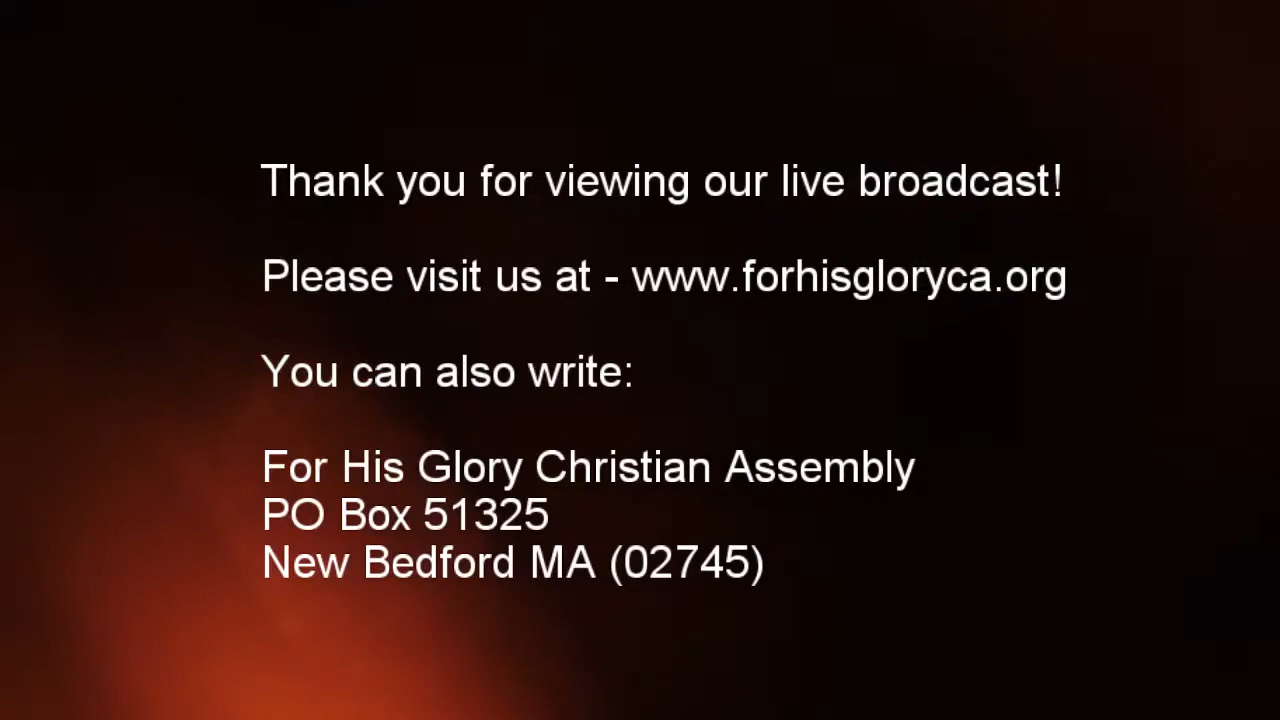 Thank you for viewing our live broadcast!
Please visit us at - www.forhisgloryca.org
You can also write:
For His Glory Christian Assembly
PO Box 51325
New Bedford MA (02745)